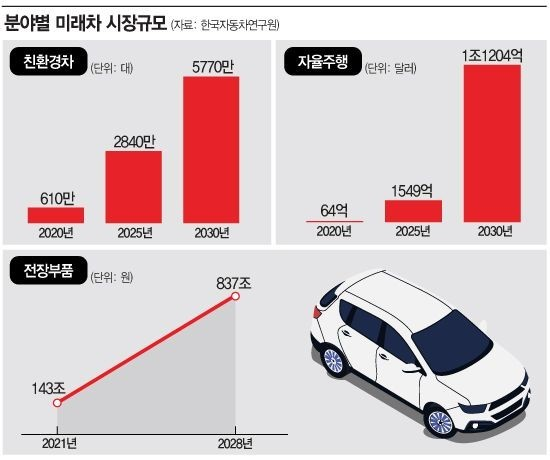 분야별 미래차 시장규모 (자료: 한국자동차연구원)
친환경차 (단위: 대)
5770만
2840만
610만
2020년 2025년 2030년
자율주행 (단위: 달러)
1조1204억
1549억
64억
2020년 2025년 2030년
전장부품 (단위: 원)
837조
143조
2021년 2028년